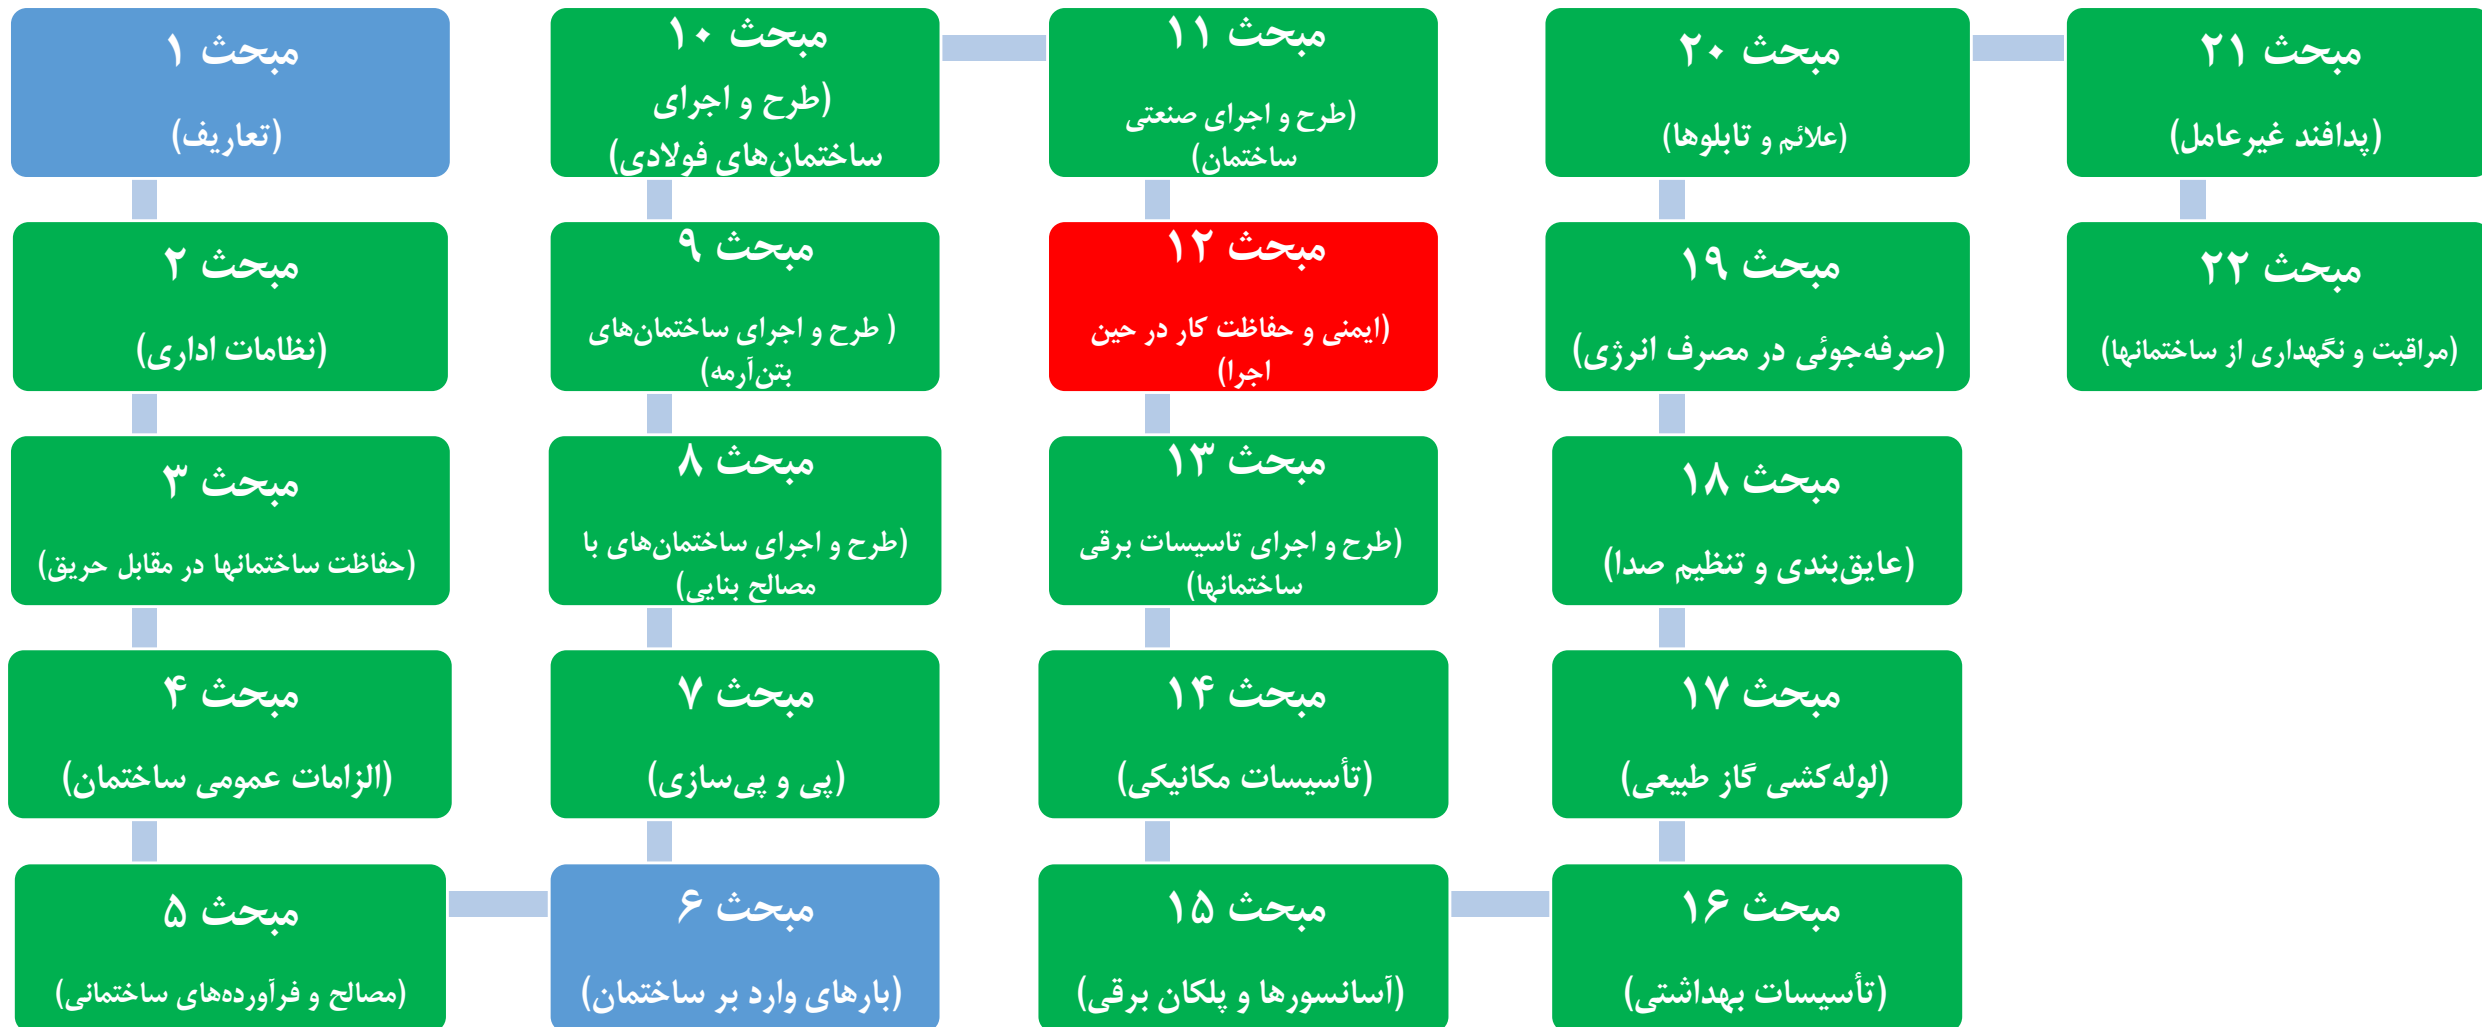 مبحث ۱
(تعاریف)
مبحث ۲
(نظامات اداری)
مبحث ۳
(حفاظت ساختمانها در مقابل حریق)
مبحث ۴
(الزامات عمومی ساختمان)
مبحث ۵
(مصالح و فرآورده‌های ساختمانی)
مبحث ۶
(بارهای وارد بر ساختمان)
مبحث ۷
(پی و پی‌سازی)
مبحث ۸
(طرح و اجرای ساختمان‌های با
مصالح بنایی)
مبحث ۹
( طرح و اجرای ساختمان‌های
بتن‌آرمه)
مبحث ۱۰
(طرح و اجرای
ساختمان‌های فولادی)
مبحث ۱۱
(طرح و اجرای صنعتی
ساختمان)
مبحث ۱۲
(ایمنی و حفاظت کار در حین
اجرا)
مبحث ۱۳
(طرح و اجرای تاسیسات برقی
ساختمانها)
مبحث ۱۴
(تأسیسات مکانیکی)
مبحث ۱۵
(آسانسورها و پلکان برقی)
مبحث ۱۶
(تأسیسات بهداشتی)
مبحث ۱۷
(لوله‌کشی گاز طبیعی)
مبحث ۱۸
(عایق‌بندی و تنظیم صدا)
مبحث ۱۹
(صرفه‌جوئی در مصرف انرژی)
مبحث ۲۰
(علائم و تابلوها)
مبحث ۲۱
(پدافند غیرعامل)
مبحث ۲۲
(مراقبت و نگهداری از ساختمانها)